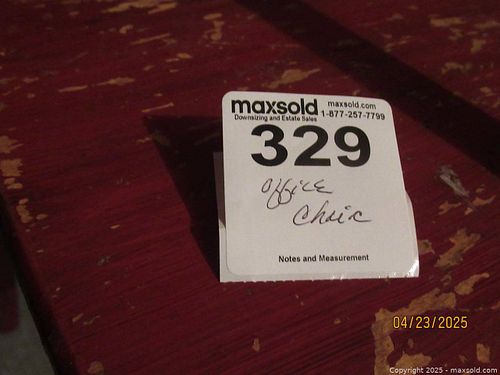 maxsold maxsold.com
Downsizing and Estate Sales 1-877-257-7799
329
Office
Chair
Notes and Measurement
04/23/2025
Copyright 2025 - maxsold.com